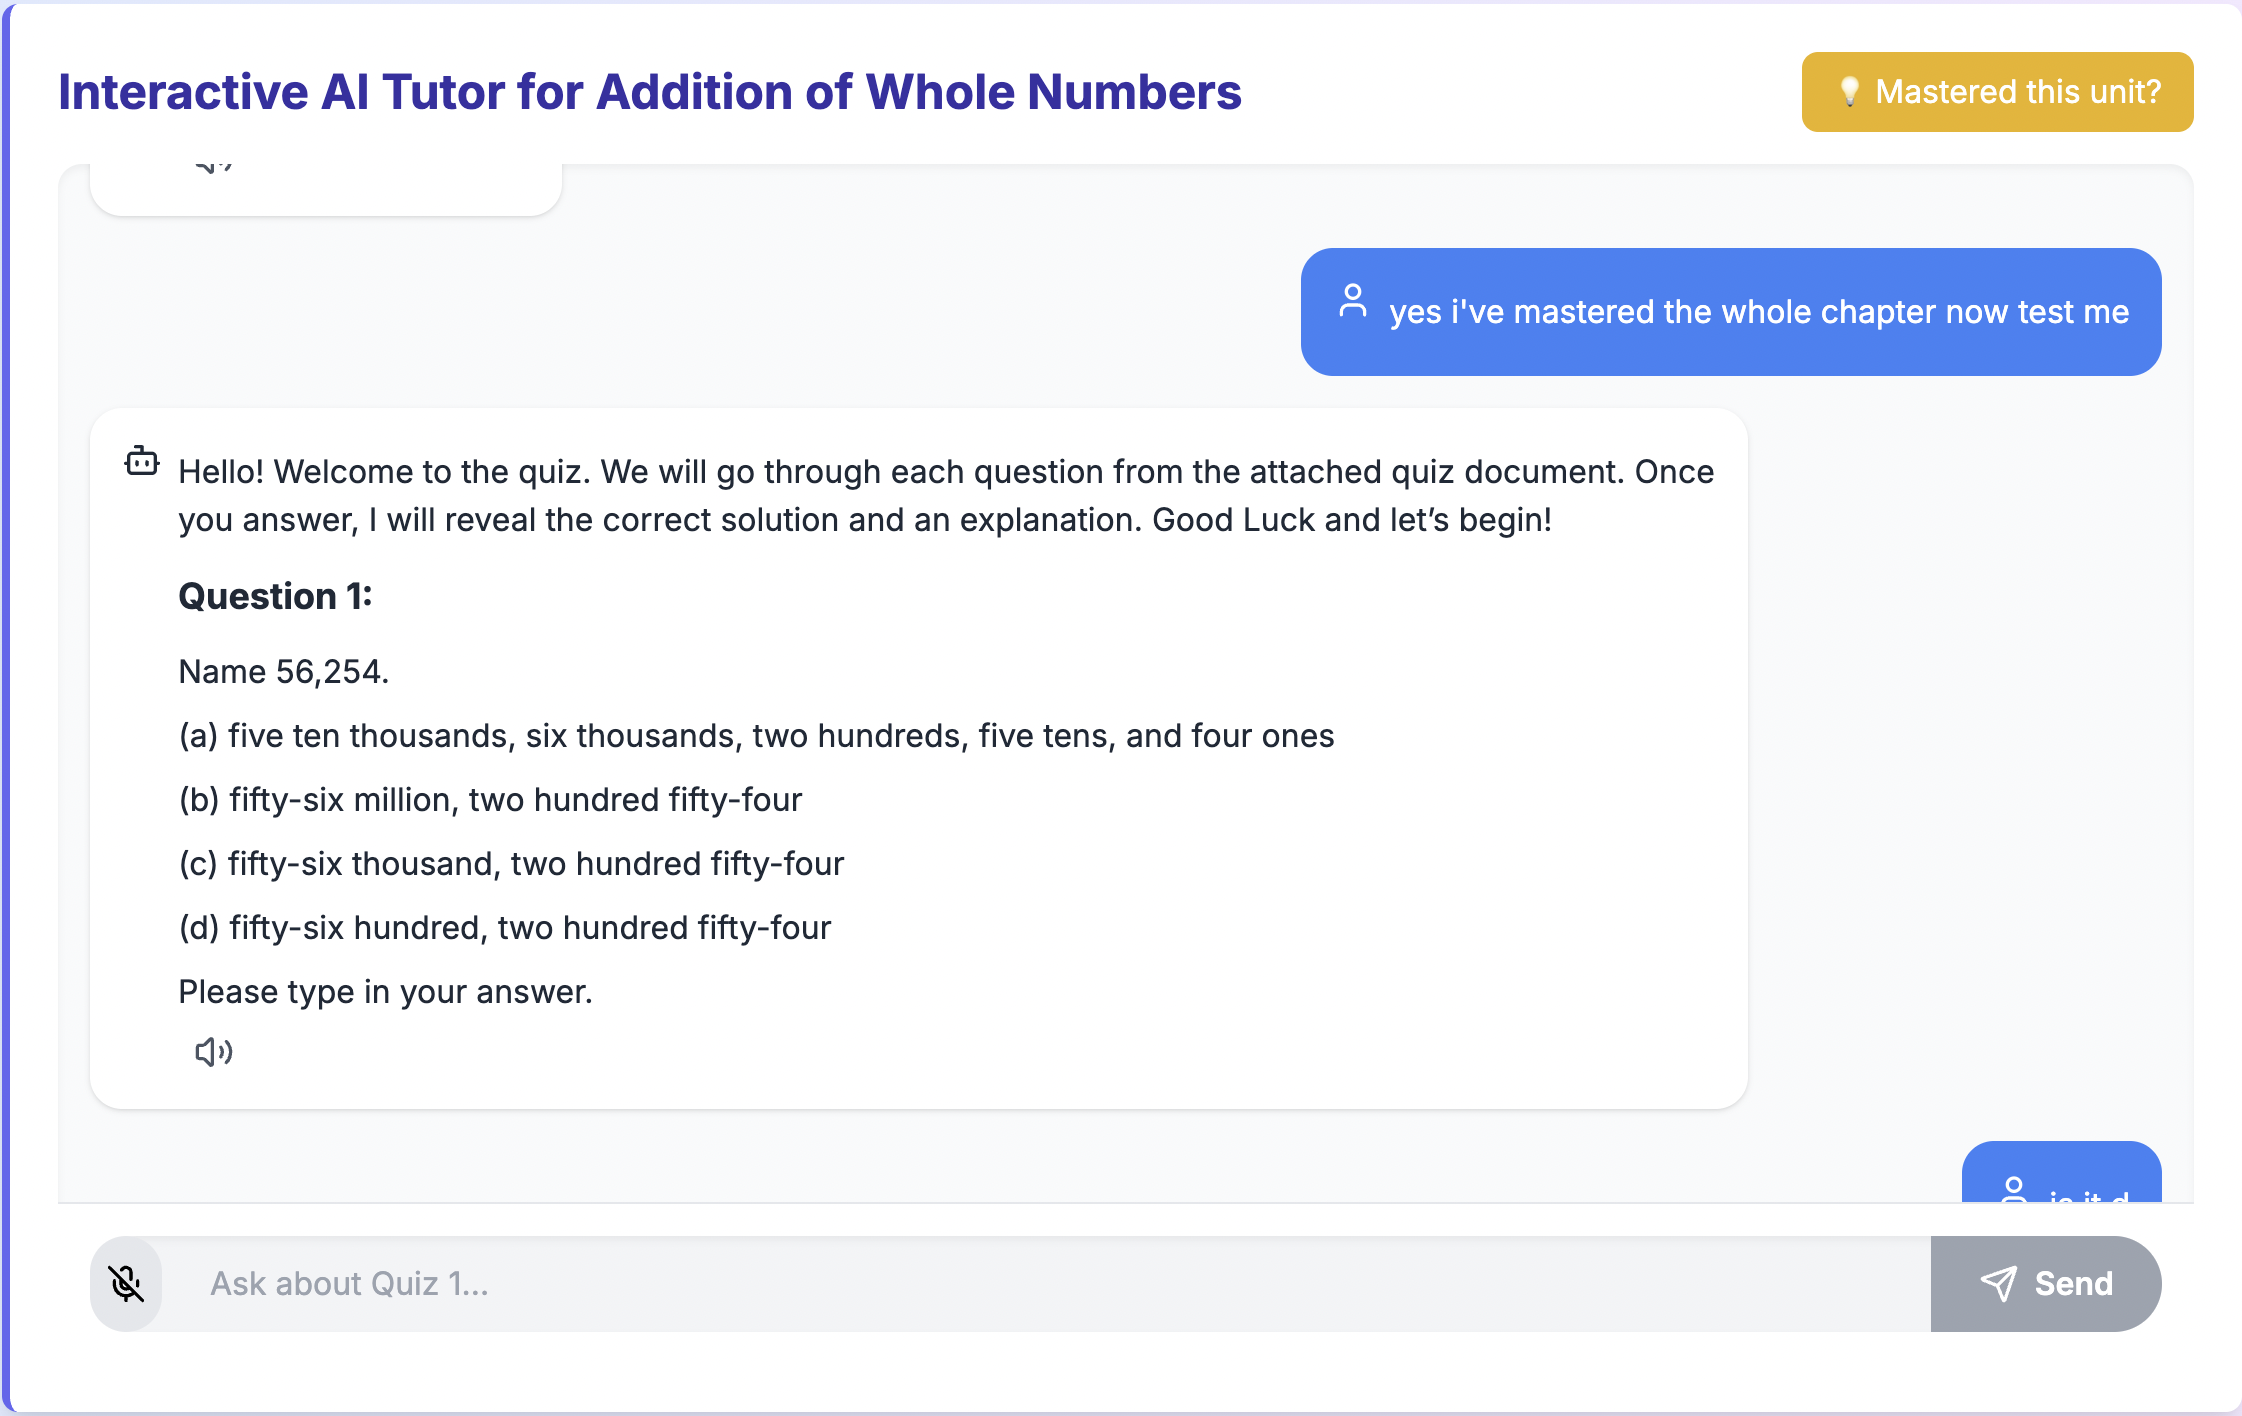 Interactive AI Tutor for Addition of Whole Numbers
💡 Mastered this unit?
yes i've mastered the whole chapter now test me
Hello! Welcome to the quiz. We will go through each question from the attached quiz document. Once
you answer, I will reveal the correct solution and an explanation. Good Luck and let’s begin!
Question 1:
Name 56,254.
(a) five ten thousands, six thousands, two hundreds, five tens, and four ones
(b) fifty-six million, two hundred fifty-four
(c) fifty-six thousand, two hundred fifty-four
(d) fifty-six hundred, two hundred fifty-four
Please type in your answer.
is it d
Ask about Quiz 1...
Send